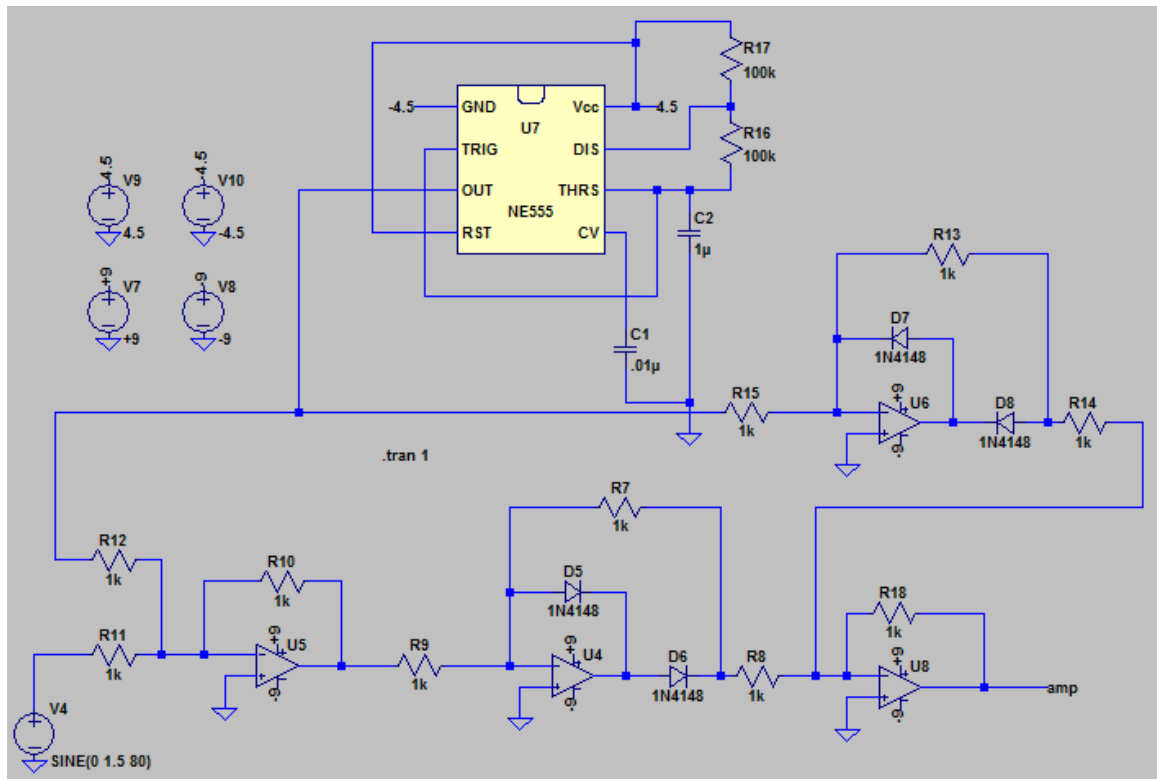 R17
100k
-4.5
GND
Vcc
4.5
U7
TRIG
DIS
R16
100k
OUT
THRS
NE555
RST
CV
C2
1µ
C1
.01µ
-4.5
V9
4.5
-4.5
V10
-4.5
+9
V7
+9
-9
V8
-9
R13
1k
D7
1N4148
R15
1k
+9
U6
-9
D8
1N4148
R14
1k
.tran 1
R12
1k
R10
1k
R11
1k
+9
U5
-9
R9
1k
R7
1k
D5
1N4148
+9
U4
-9
D6
1N4148
R8
1k
R18
1k
+9
U8
-9
amp
V4
SINE(0 1.5 80)